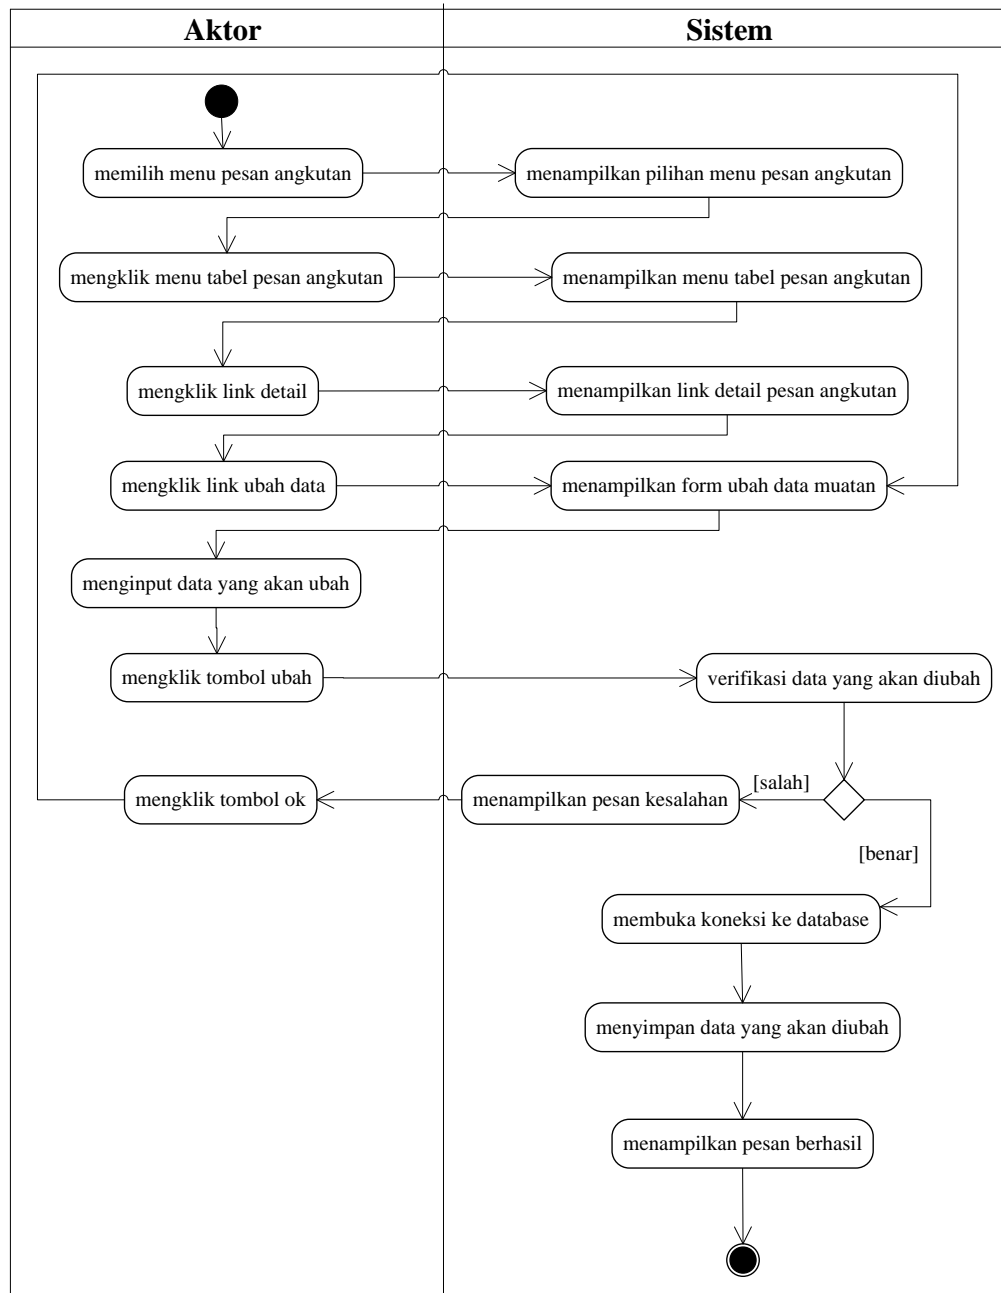 Aktor
Sistem
memilih menu pesan angkutan
menampilkan pilihan menu pesan angkutan
mengklik menu tabel pesan angkutan
menampilkan menu tabel pesan angkutan
mengklik link detail
menampilkan link detail pesan angkutan
mengklik link ubah data
menampilkan form ubah data muatan
menginput data yang akan ubah
mengklik tombol ubah
verifikasi data yang akan diubah
mengklik tombol ok
menampilkan pesan kesalahan
[salah]
[benar]
membuka koneksi ke database
menyimpan data yang akan diubah
menampilkan pesan berhasil